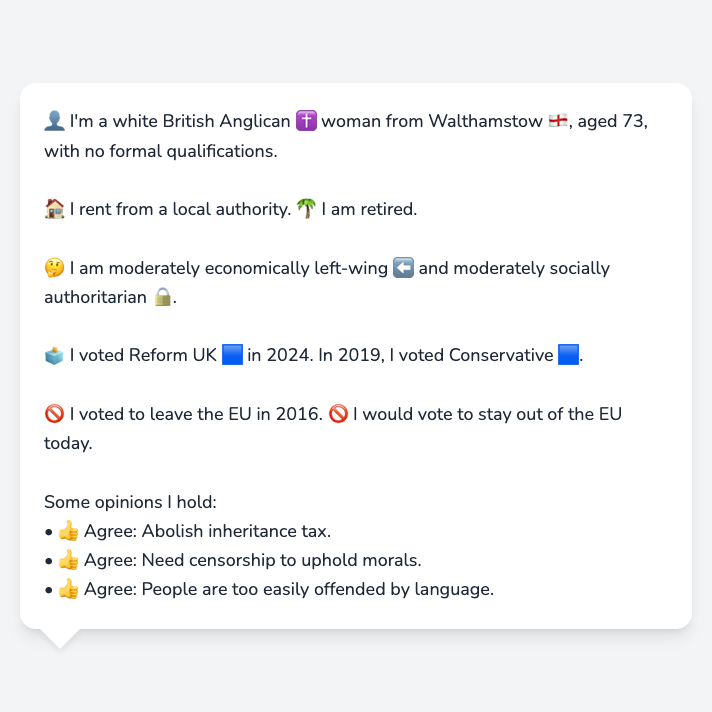 👤 I'm a white British Anglican ✝️ woman from Walthamstow 🏴󠁧󠁢󠁥󠁮󠁧󠁿, aged 73,
with no formal qualifications.
🏠 I rent from a local authority. 🌴 I am retired.
🤔 I am moderately economically left-wing ⬅️ and moderately socially
authoritarian 🔒.
🗳️ I voted Reform UK 🟦 in 2024. In 2019, I voted Conservative 🟦.
🚫 I voted to leave the EU in 2016. 🚫 I would vote to stay out of the EU
today.
Some opinions I hold:
• 👍 Agree: Abolish inheritance tax.
• 👍 Agree: Need censorship to uphold morals.
• 👍 Agree: People are too easily offended by language.